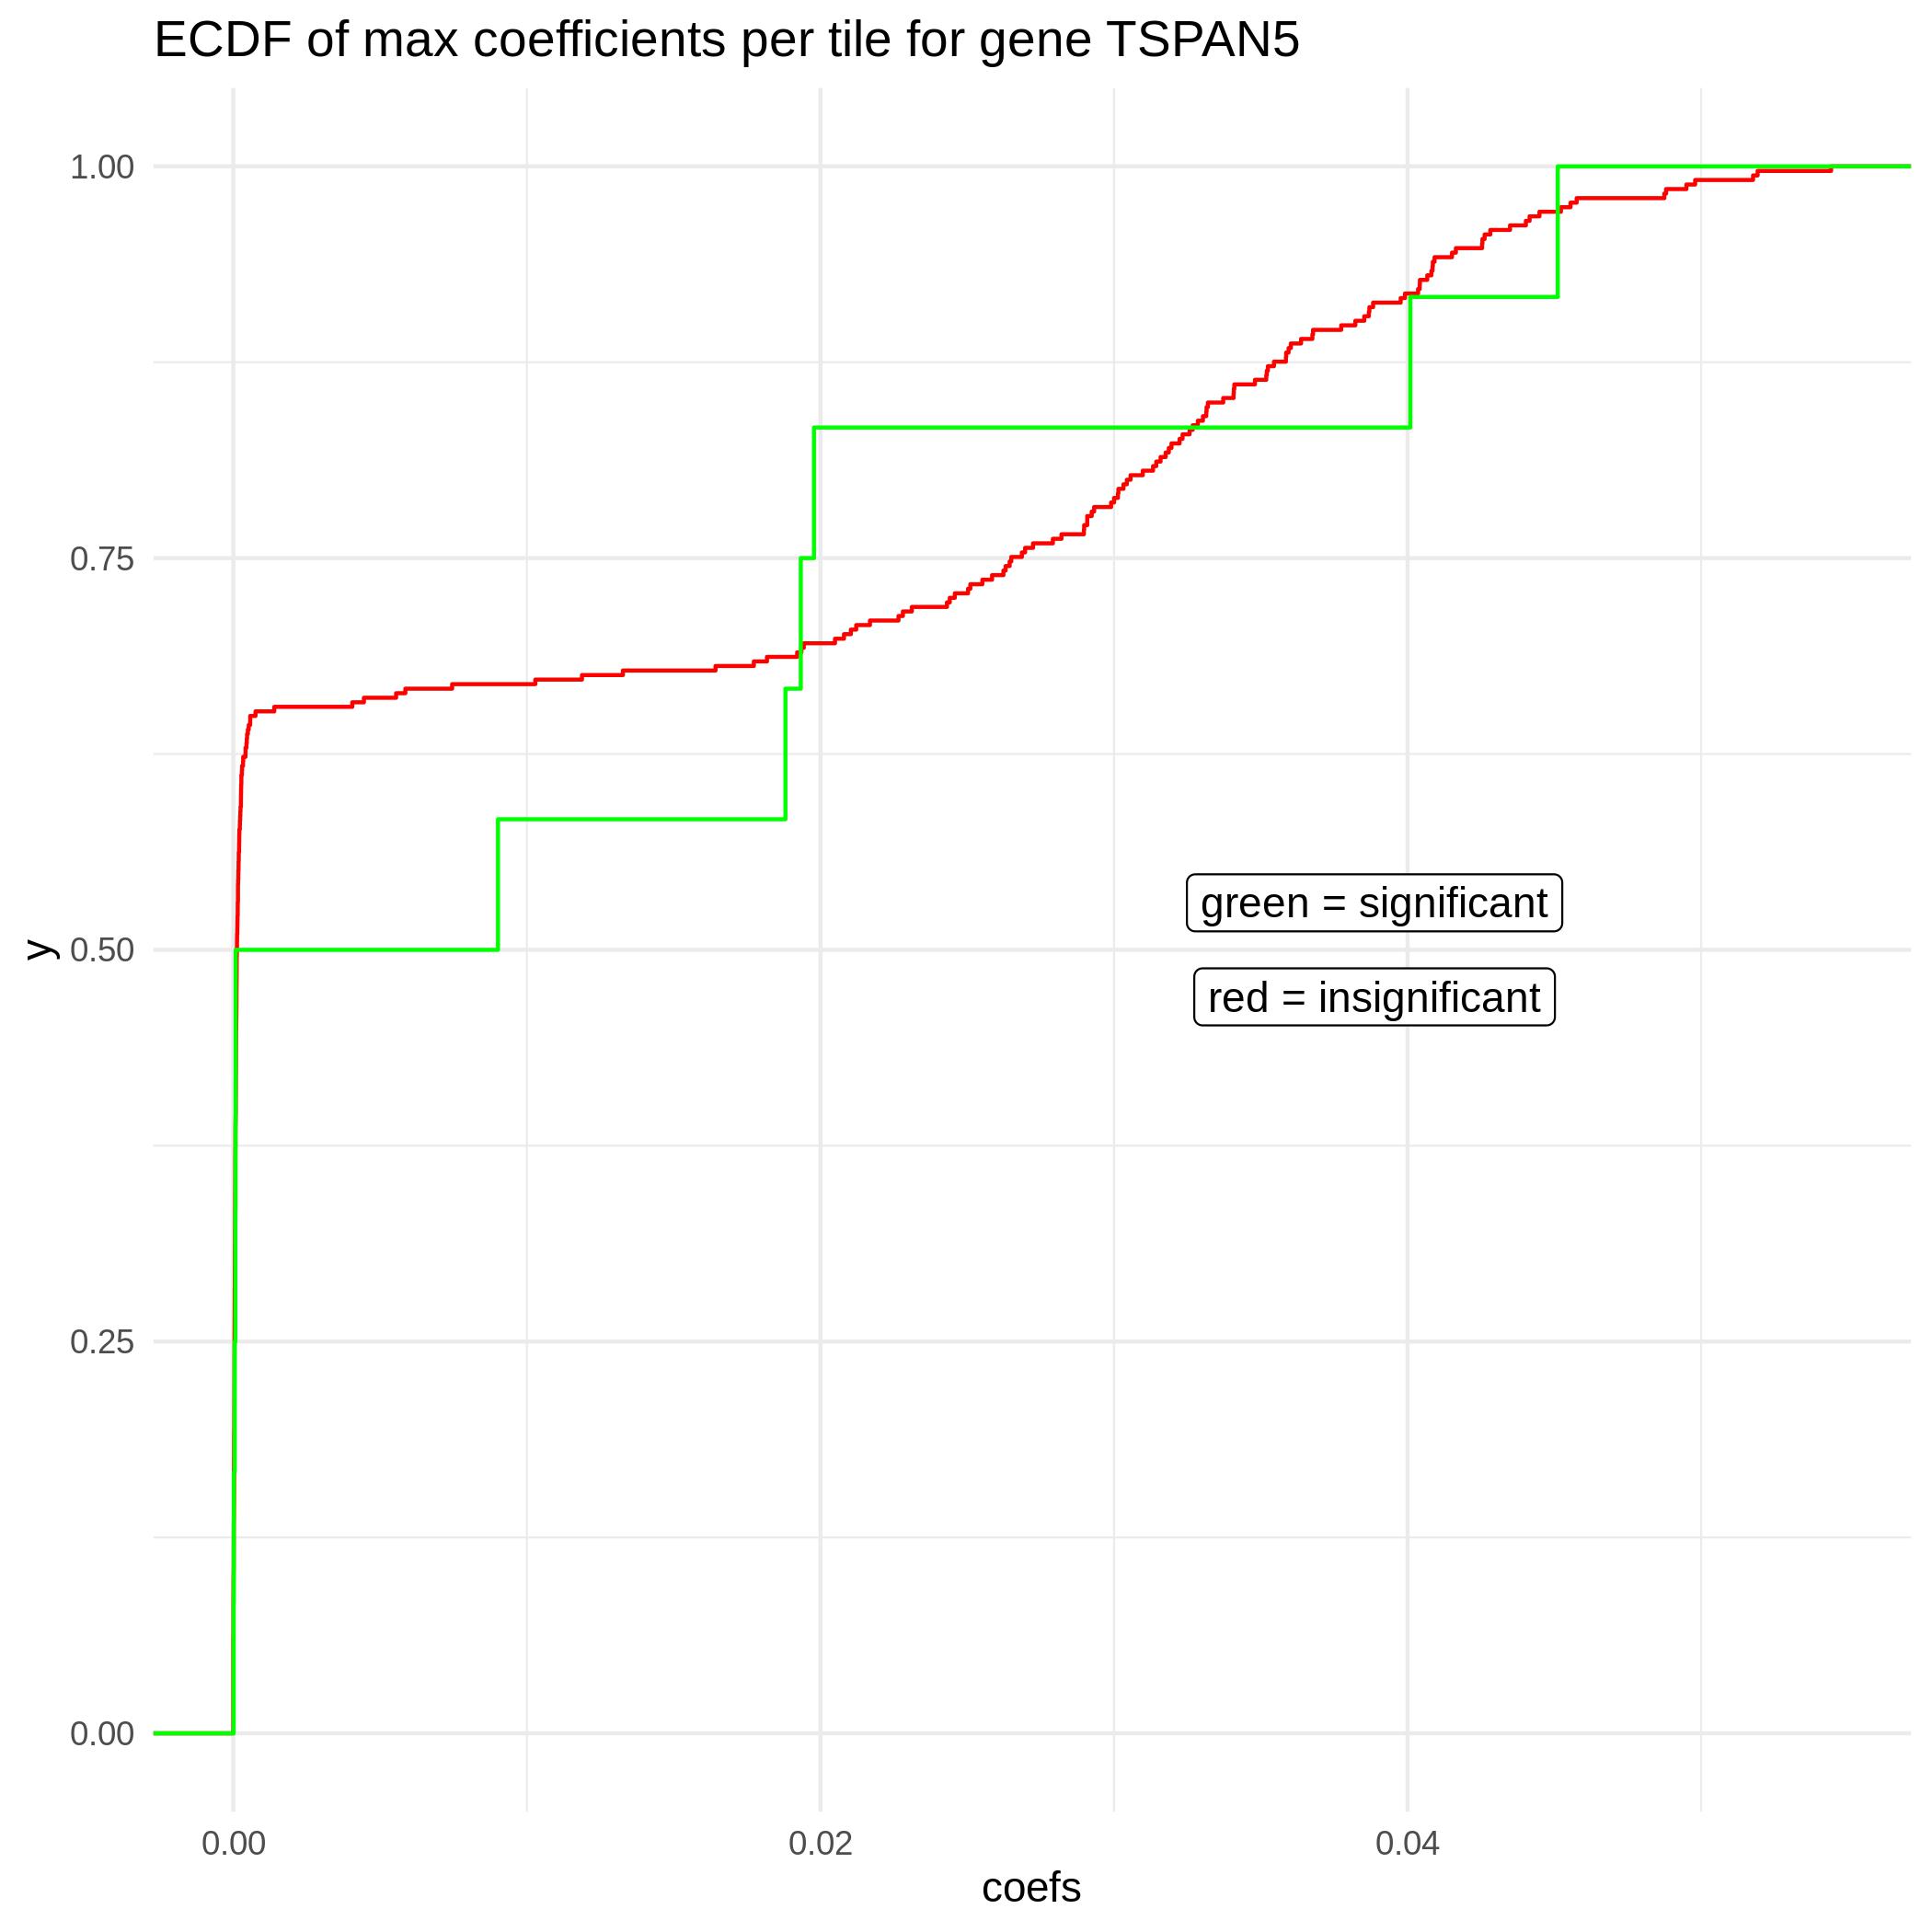 ECDF of max coefficients per tile for gene TSPAN5
1.00
0.75
0.50
0.25
0.00
y
green = significant
red = insignificant
0.00 0.02 0.04
coefs